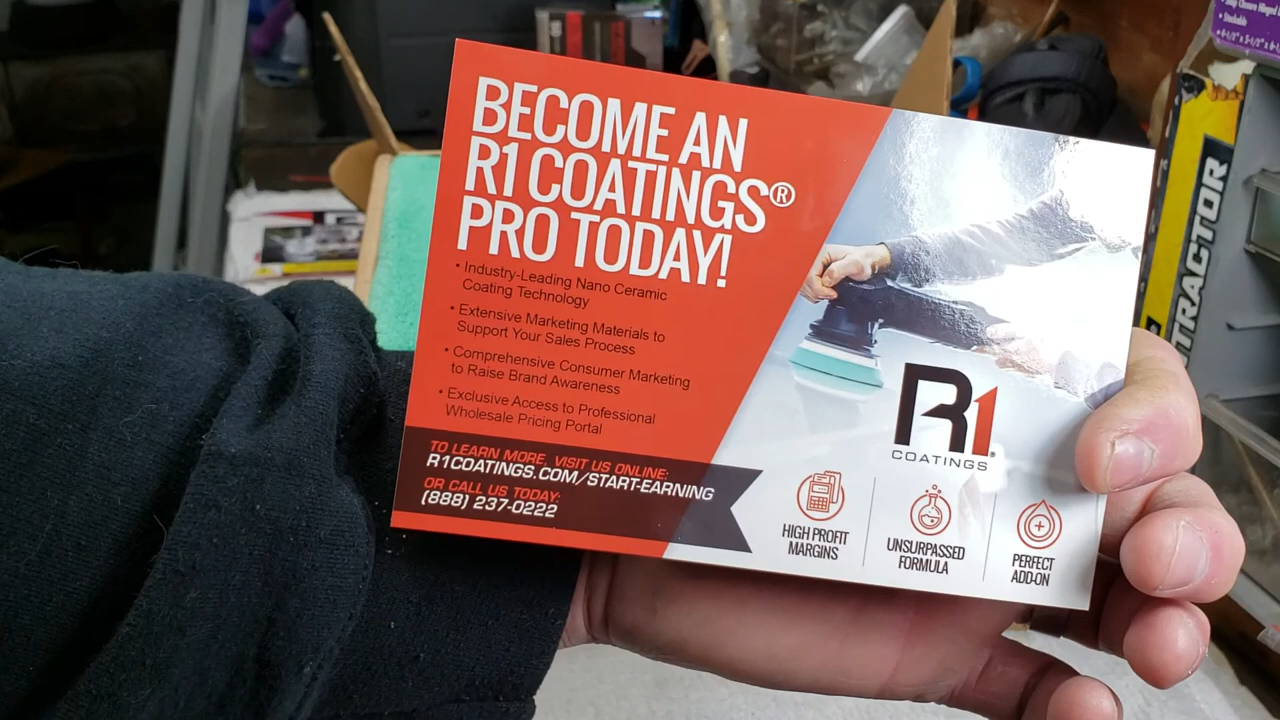 BECOME AN
R1 COATINGS®
PRO TODAY!
• Industry-Leading Nano Ceramic
Coating Technology
• Extensive Marketing Materials to
Support Your Sales Process
• Comprehensive Consumer Marketing
to Raise Brand Awareness
• Exclusive Access to Professional
Wholesale Pricing Portal
TO LEARN MORE, VISIT US ONLINE:
R1COATINGS.COM/START-EARNING
OR CALL US TODAY:
(888) 237-0222
R1
COATINGS®
HIGH PROFIT
MARGINS
UNSURPASSED
FORMULA
PERFECT
ADD-ON
TRACTOR
• Stackable